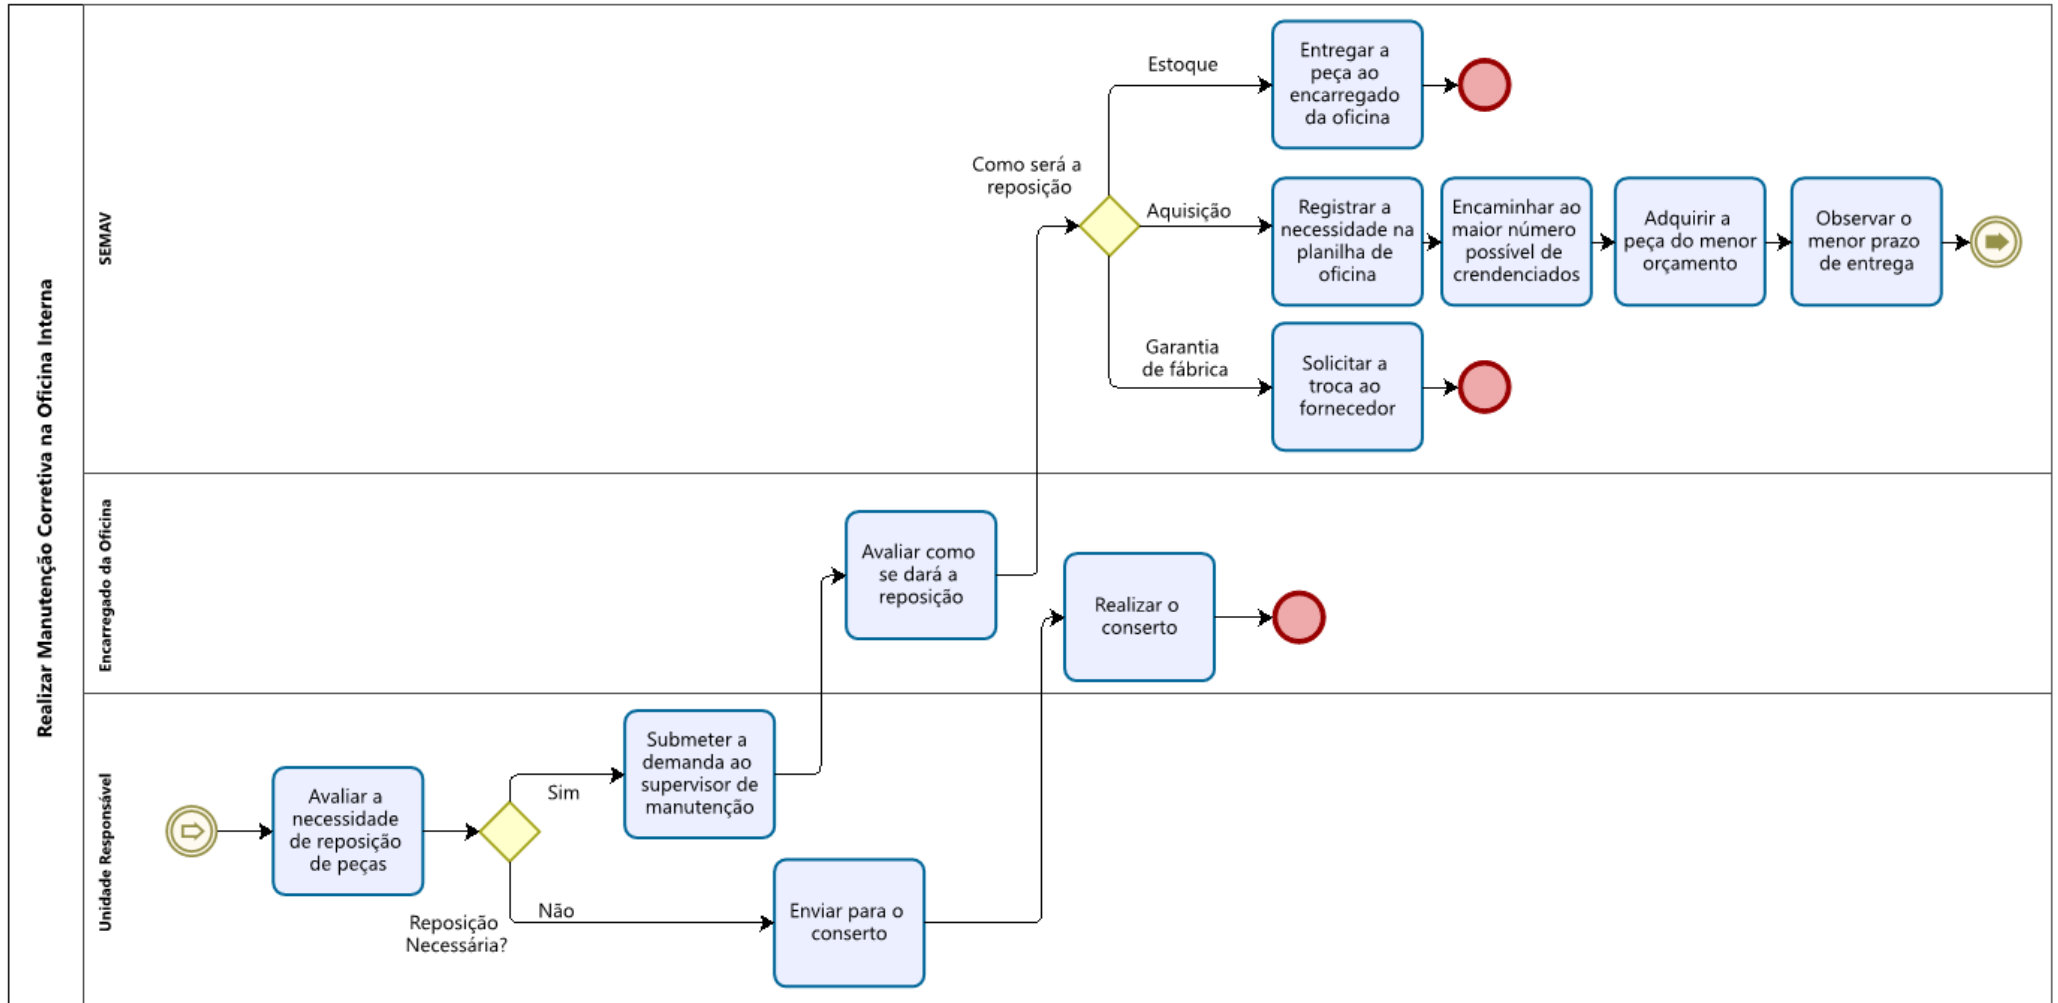 Realizar Manutenção Corretiva na Oficina Interna
SEMAV
Como será a
reposição
Estoque
Entregar a
peça ao
encarregado
da oficina
Aquisição
Registrar a
necessidade na
planilha de
oficina
Encaminhar ao
maior número
possível de
crendenciados
Adquirir a
peça do menor
orçamento
Observar o
menor prazo
de entrega
Garantia
de fábrica
Solicitar a
troca ao
fornecedor
Encarregado da Oficina
Avaliar como
se dará a
reposição
Realizar o
conserto
Unidade Responsável
Avaliar a
necessidade
de reposição
de peças
Reposição
Necessária?
Sim
Submeter a
demanda ao
supervisor de
manutenção
Não
Enviar para o
conserto